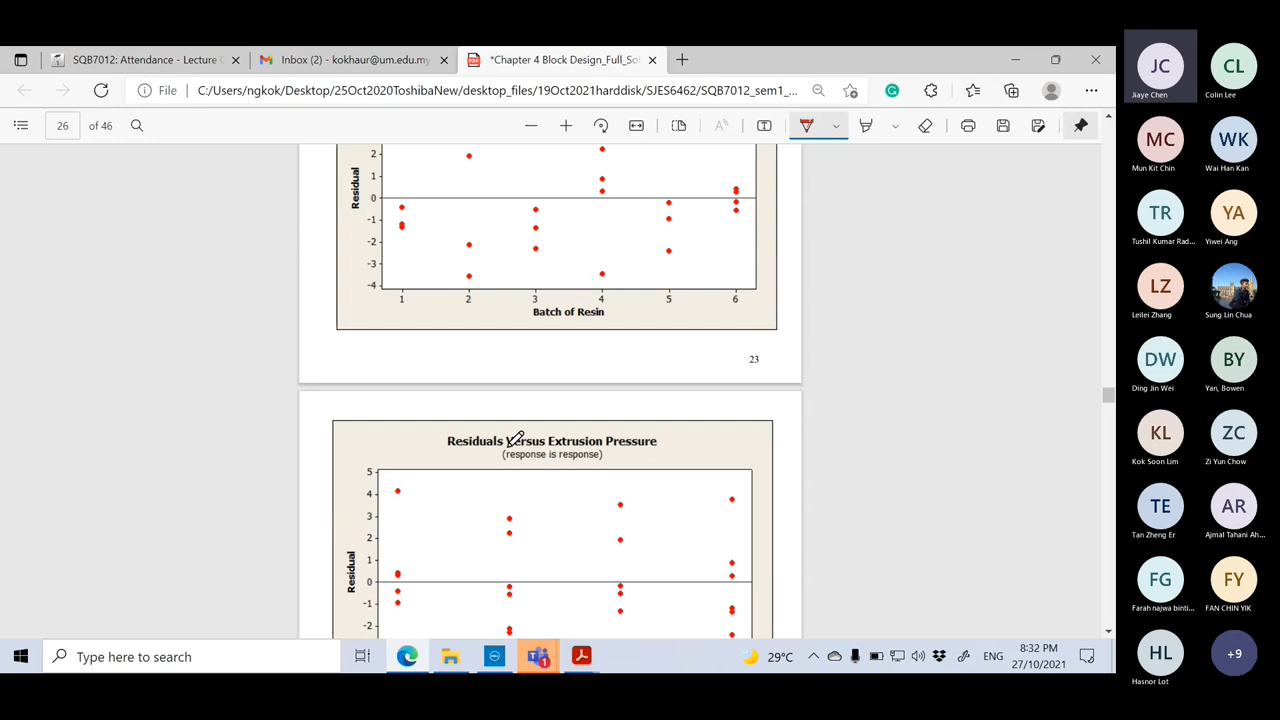 SQB7012: Attendance - Lecture
Inbox (2) - kokhaur@um.edu.my
*Chapter 4 Block Design_Full_So
File
C:/Users/ngkok/Desktop/25Oct2020ToshibaNew/desktop_files/19Oct2021harddisk/SJES6462/SQB7012_sem1_...
26 of 46
2
1
0
-1
-2
-3
-4
Residual
1 2 3 4 5 6
Batch of Resin
23
Residuals Versus Extrusion Pressure
(response is response)
5
4
3
2
1
0
-1
-2
Residual
Type here to search
1
29°C
ENG
8:32 PM
27/10/2021
JC
Jiaye Chen
CL
Colin Lee
MC
Mun Kit Chin
WK
Wai Han Kan
TR
Tushil Kumar Rad...
YA
Yiwei Ang
LZ
Leilei Zhang
Sung Lin Chua
DW
Ding Jin Wei
BY
Yan, Bowen
KL
Kok Soon Lim
ZC
Zi Yun Chow
TE
Tan Zheng Er
AR
Ajmal Tahani Ah...
FG
Farah najwa binti...
FY
FAN CHIN YIK
HL
Hasnor Lot
+9